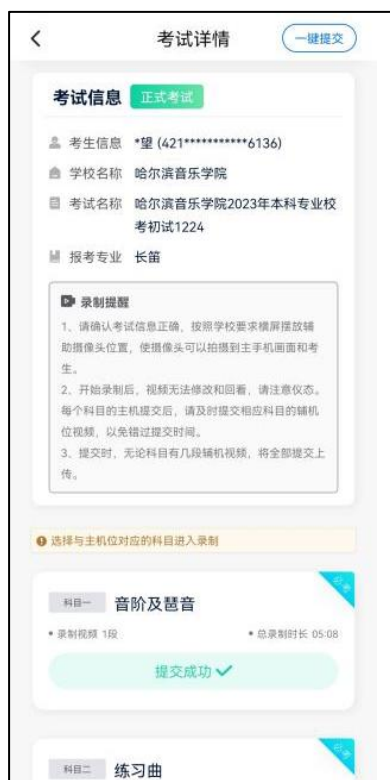 考试详情
一键提交
考试信息 正式考试
考生信息 *望 (421***********6136)
学校名称 哈尔滨音乐学院
考试名称 哈尔滨音乐学院2023年本科专业校
考初试1224
报考专业 长笛
录制提醒
1、请确认考试信息正确，按照学校要求横屏摆放辅
助摄像头位置，使摄像头可以拍摄到主手机画面和考
生。
2、开始录制后，视频无法修改和回看，请注意仪态。
每个科目的主机提交后，请及时提交相应科目的辅机
位视频，以免错过提交时间。
3、提交时，无论科目有几段辅机视频，将全部提交上
传。
选择与主机位对应的科目进入录制
科目一 音阶及琶音
必考
• 录制视频 1段
• 总录制时长 05:08
提交成功
科目二 练习曲
必考